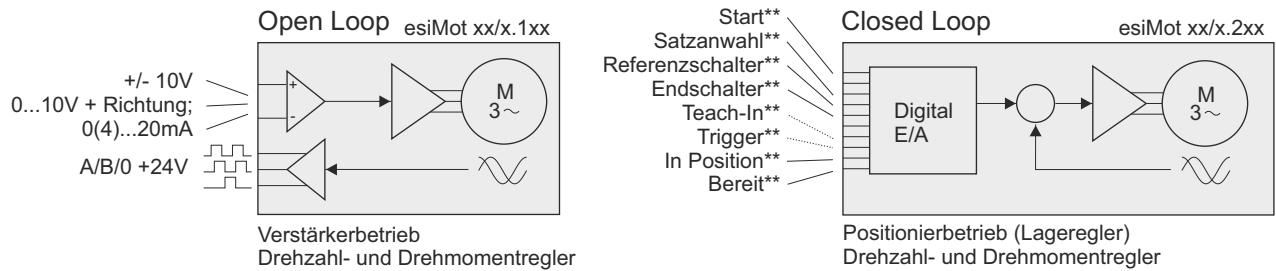 Open Loop
esiMot xx/x.1xx
+/- 10V
0...10V + Richtung;
0(4)...20mA
A/B/0 +24V
+
-
M
3~
Verstärkerbetrieb
Drehzahl- und Drehmomentregler
Closed Loop
esiMot xx/x.2xx
Start**
Satzanwahl**
Referenzschalter**
Endschalter**
Teach-In**
Trigger**
In Position**
Bereit**
Digital
E/A
M
3~
Positionierbetrieb (Lageregler)
Drehzahl- und Drehmomentregler